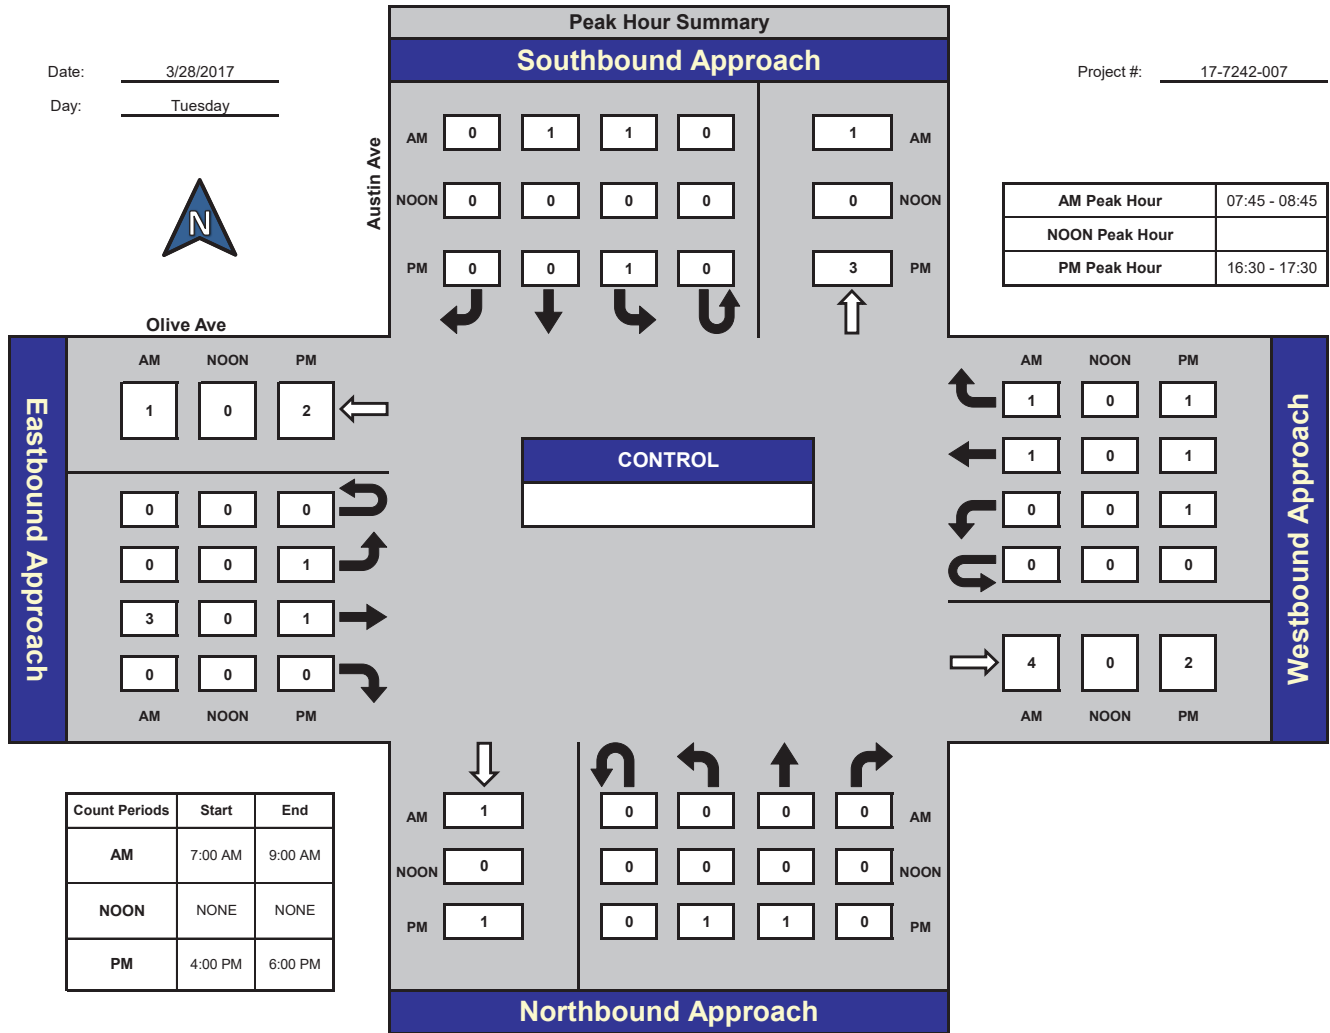 Peak Hour Summary
Southbound Approach
Date: 3/28/2017
Project #: 17-7242-007
Day: Tuesday
Austin Ave
AM 0 1 1 0 1 AM
NOON 0 0 0 0 0 NOON
PM 0 0 1 0 3 PM
N
AM Peak Hour 07:45 - 08:45
NOON Peak Hour
PM Peak Hour 16:30 - 17:30
Olive Ave
Eastbound Approach
AM NOON PM
1 0 2
0 0 0
0 0 1
3 0 1
0 0 0
AM NOON PM
CONTROL
AM NOON PM
1 0 1
1 0 1
0 0 1
0 0 0
4 0 2
AM NOON PM
Westbound Approach
Count Periods Start End
AM 7:00 AM 9:00 AM
NOON NONE NONE
PM 4:00 PM 6:00 PM
AM 1 0 0 0 0 AM
NOON 0 0 0 0 0 NOON
PM 1 0 1 1 0 PM
Northbound Approach